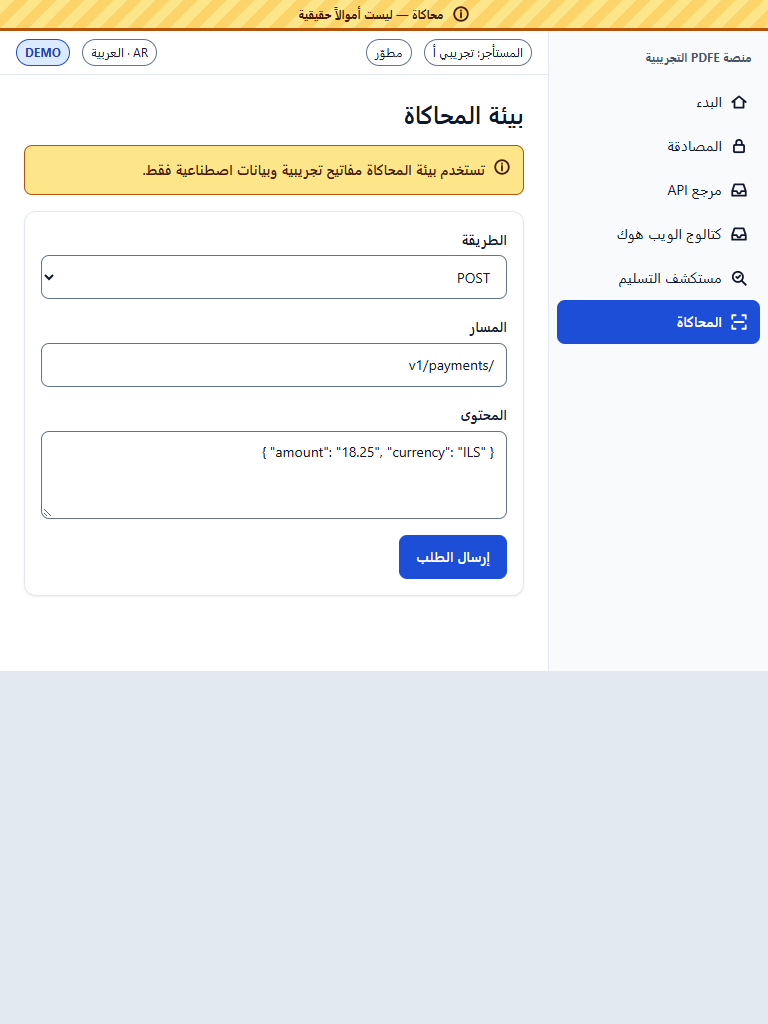 محاكاة — ليست أموالاً حقيقية
منصة PDFE التجريبية
البدء
المصادقة
مرجع API
كتالوج الويب هوك
مستكشف التسليم
المحاكاة
المستأجر: تجريبي أ
مطوّر
AR · العربية
DEMO
بيئة المحاكاة
تستخدم بيئة المحاكاة مفاتيح تجريبية وبيانات اصطناعية فقط.
الطريقة
POST
المسار
v1/payments/
المحتوى
{ "amount": "18.25", "currency": "ILS" }
إرسال الطلب